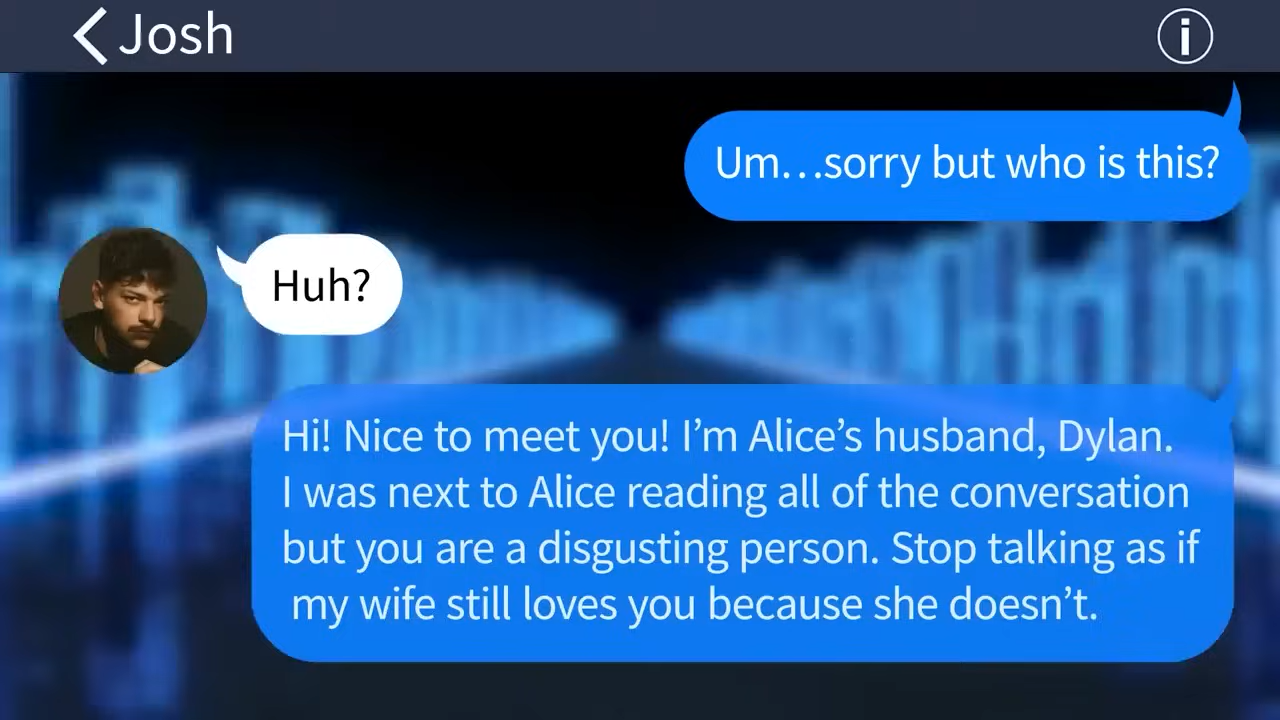 Josh
Um…sorry but who is this?
Huh?
Hi! Nice to meet you! I’m Alice’s husband, Dylan.
I was next to Alice reading all of the conversation
but you are a disgusting person. Stop talking as if
my wife still loves you because she doesn’t.